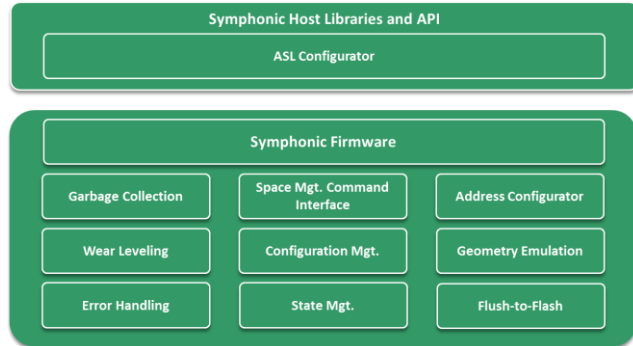 Symphonic Host Libraries and API
ASL Configurator
Symphonic Firmware
Garbage Collection
Space Mgt. Command
Interface
Address Configurator
Wear Leveling
Configuration Mgt.
Geometry Emulation
Error Handling
State Mgt.
Flush-to-Flash